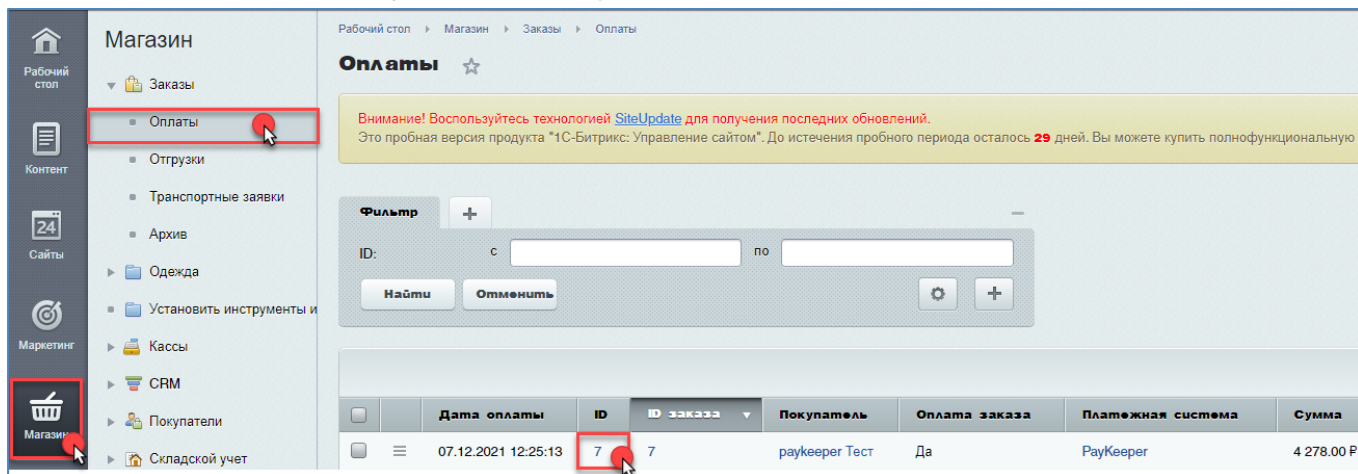 Рабочий стол
Контент
24
Сайты
Маркетинг
Магазин
Магазин
Заказы
Оплаты
Отгрузки
Транспортные заявки
Архив
Одежда
Установить инструменты и
Кассы
CRM
Покупатели
Складской учет
Рабочий стол Магазин Заказы Оплаты
Оплаты
Внимание! Воспользуйтесь технологией SiteUpdate для получения последних обновлений.
Это пробная версия продукта "1С-Битрикс: Управление сайтом". До истечения пробного периода осталось 29 дней. Вы можете купить полнофункциональную
Фильтр +
ID: с по
Найти Отменить +
Дата оплаты ID ID заказа Покупатель Оплата заказа Платежная система Сумма
07.12.2021 12:25:13 7 7 paykeeper Тест Да PayKeeper 4 278.00 ₽